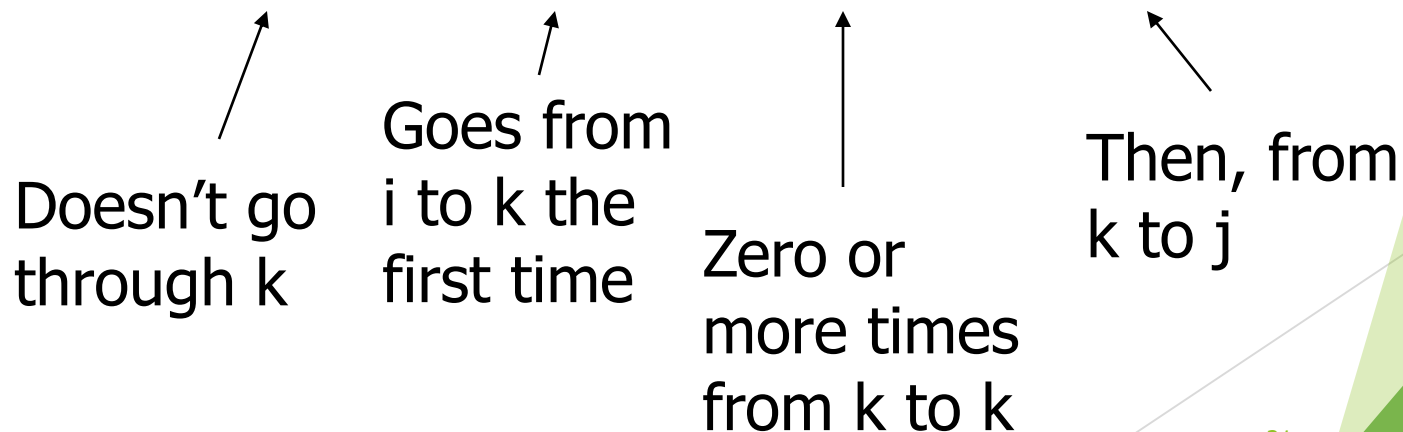 Doesn’t go
through k
Goes from
i to k the
first time
Zero or
more times
from k to k
Then, from
k to j